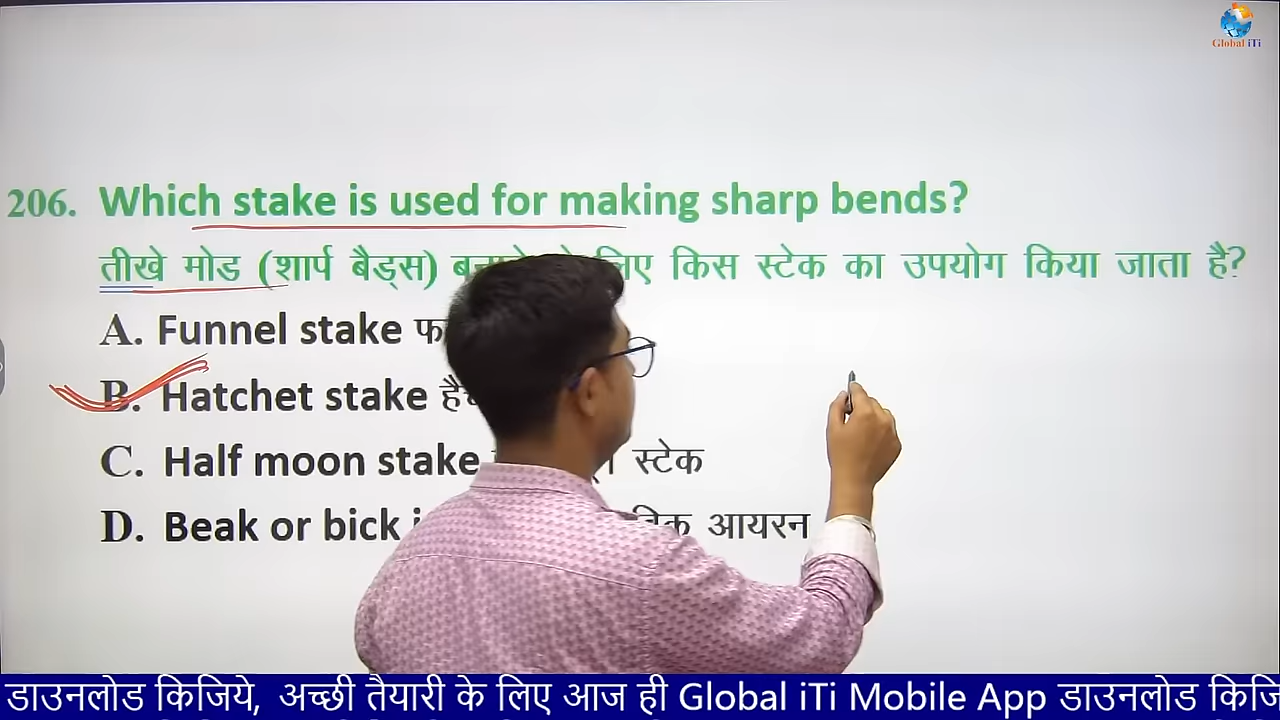 Global iTi
206. Which stake is used for making sharp bends?
तीखे मोड (शार्प बैड्स) लिए किस स्टेक का उपयोग किया जाता है?
A. Funnel stake
B. Hatchet stake
C. Half moon stake स्टेक
D. Beak or bick आयरन
डाउनलोड किजिये, अच्छी तैयारी के लिए आज ही Global iTi Mobile App डाउनलोड